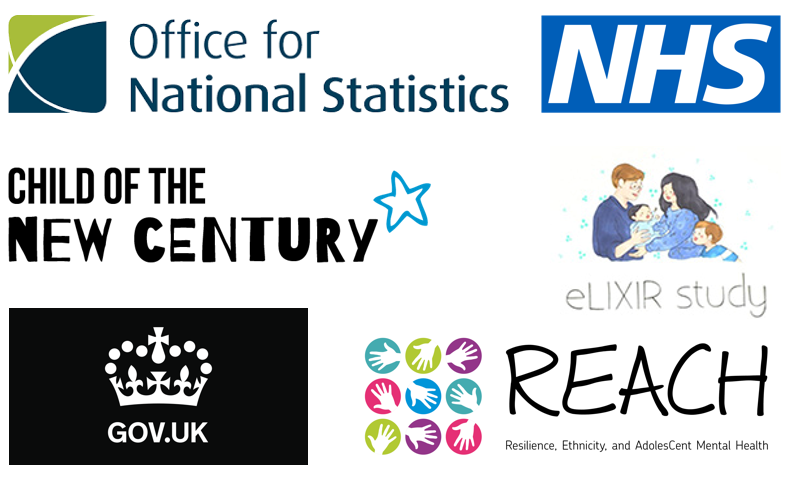 Office for
National Statistics
NHS
CHILD OF THE
NEW CENTURY
eLIXIR study
GOV.UK
REACH
Resilience, Ethnicity, and AdolesCent Mental Health